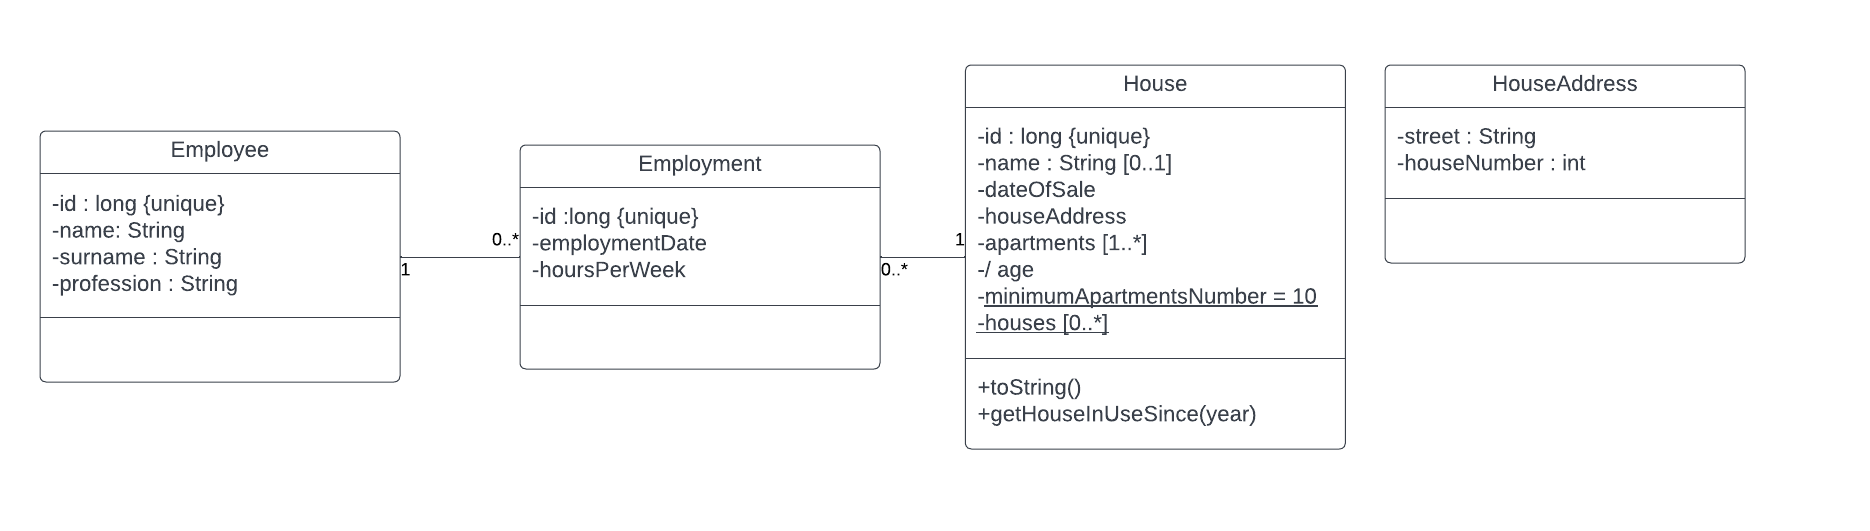 Employee
-id : long {unique}
-name: String
-surname : String
-profession : String
1
0..*
Employment
-id :long {unique}
-employmentDate
-hoursPerWeek
0..*
1
House
-id : long {unique}
-name : String [0..1]
-dateOfSale
-houseAddress
-apartments [1..*]
-/ age
-minimumApartmentsNumber = 10
-houses [0..*]
+toString()
+getHouseInUseSince(year)
HouseAddress
-street : String
-houseNumber : int